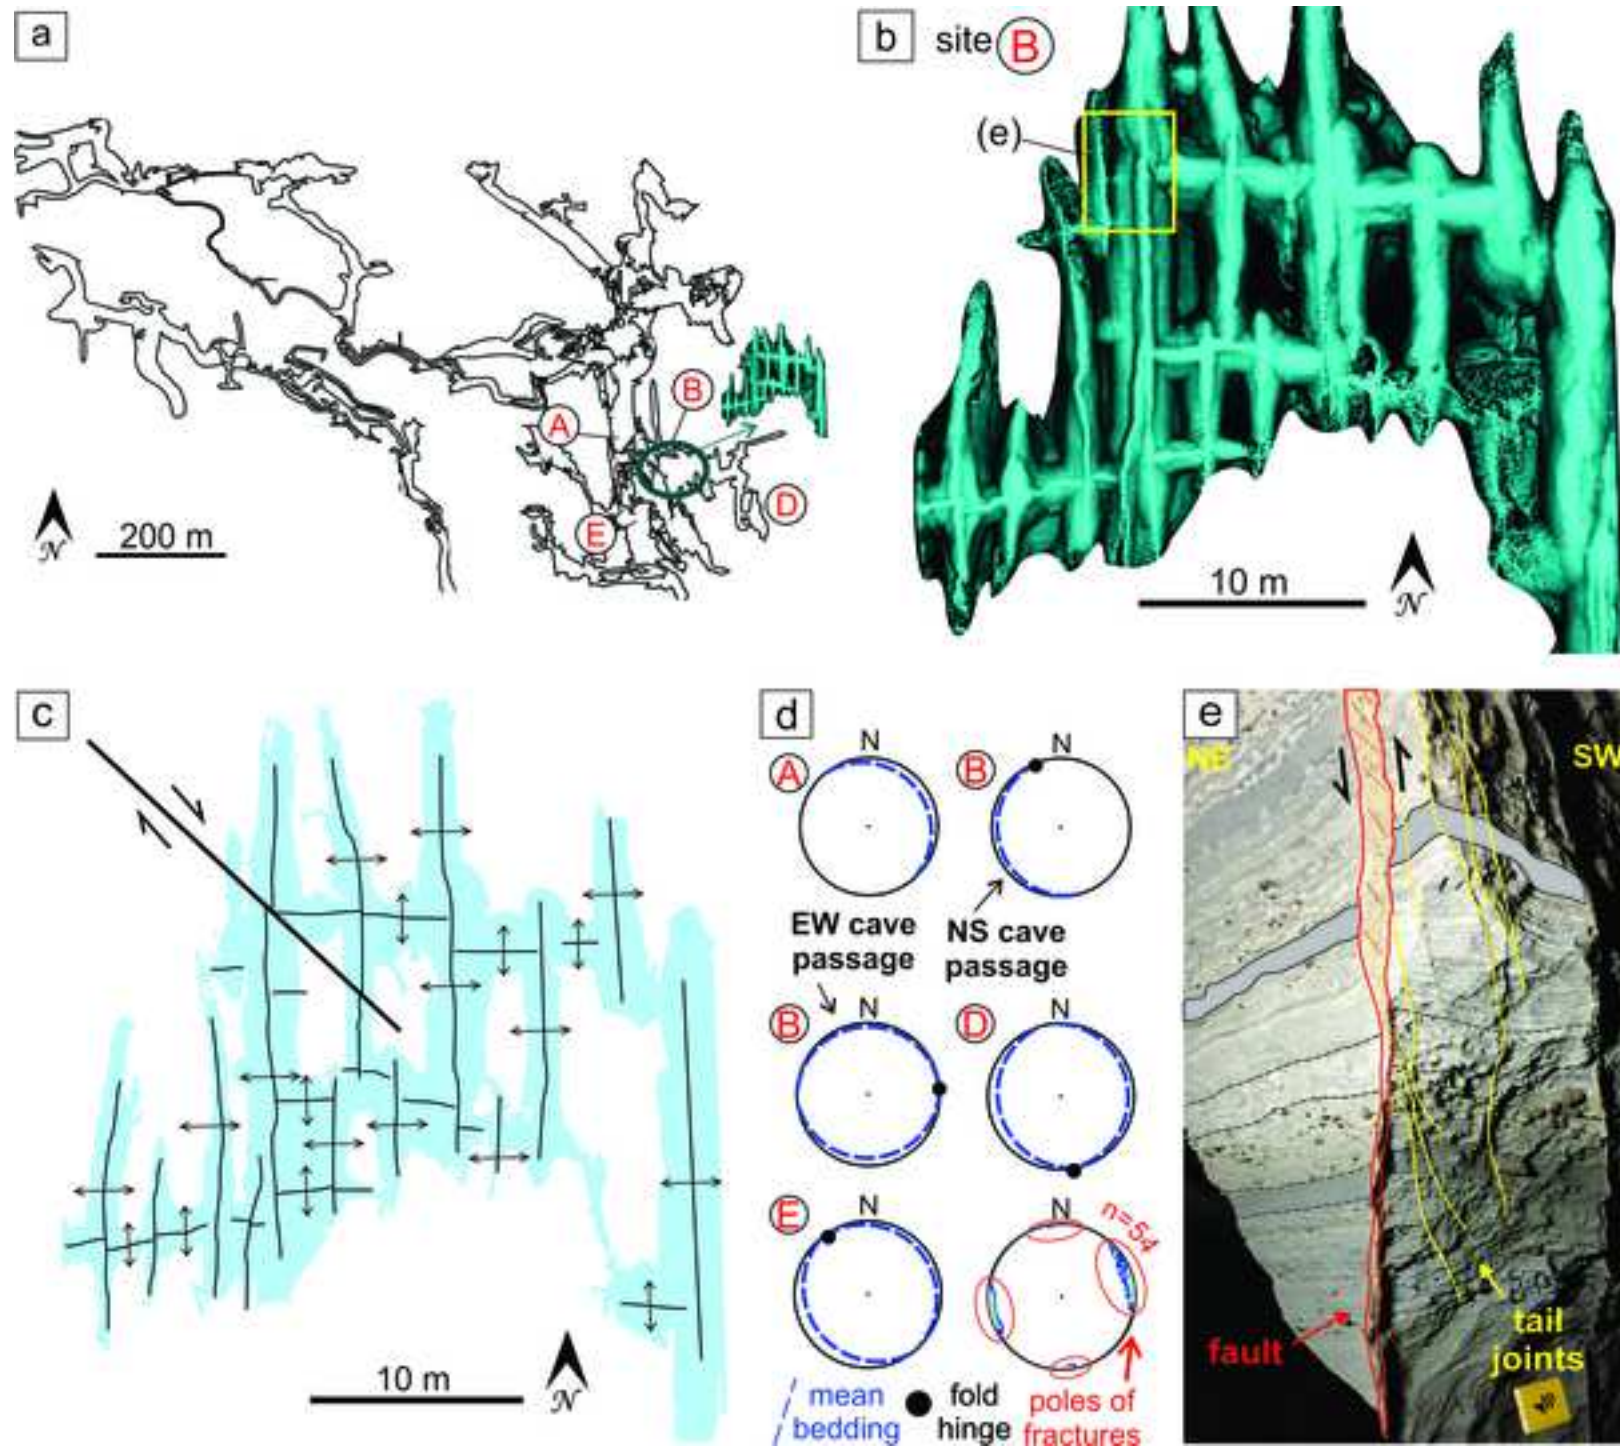 a
A
B
D
E
N
200 m
b
site B
(e)
10 m
N
c
10 m
N
d
N
A
N
B
EW cave
passage
NS cave
passage
N
B
N
D
N
E
N
n=54
mean
bedding
fold
hinge
poles of
fractures
e
NE
SW
fault
tail
joints